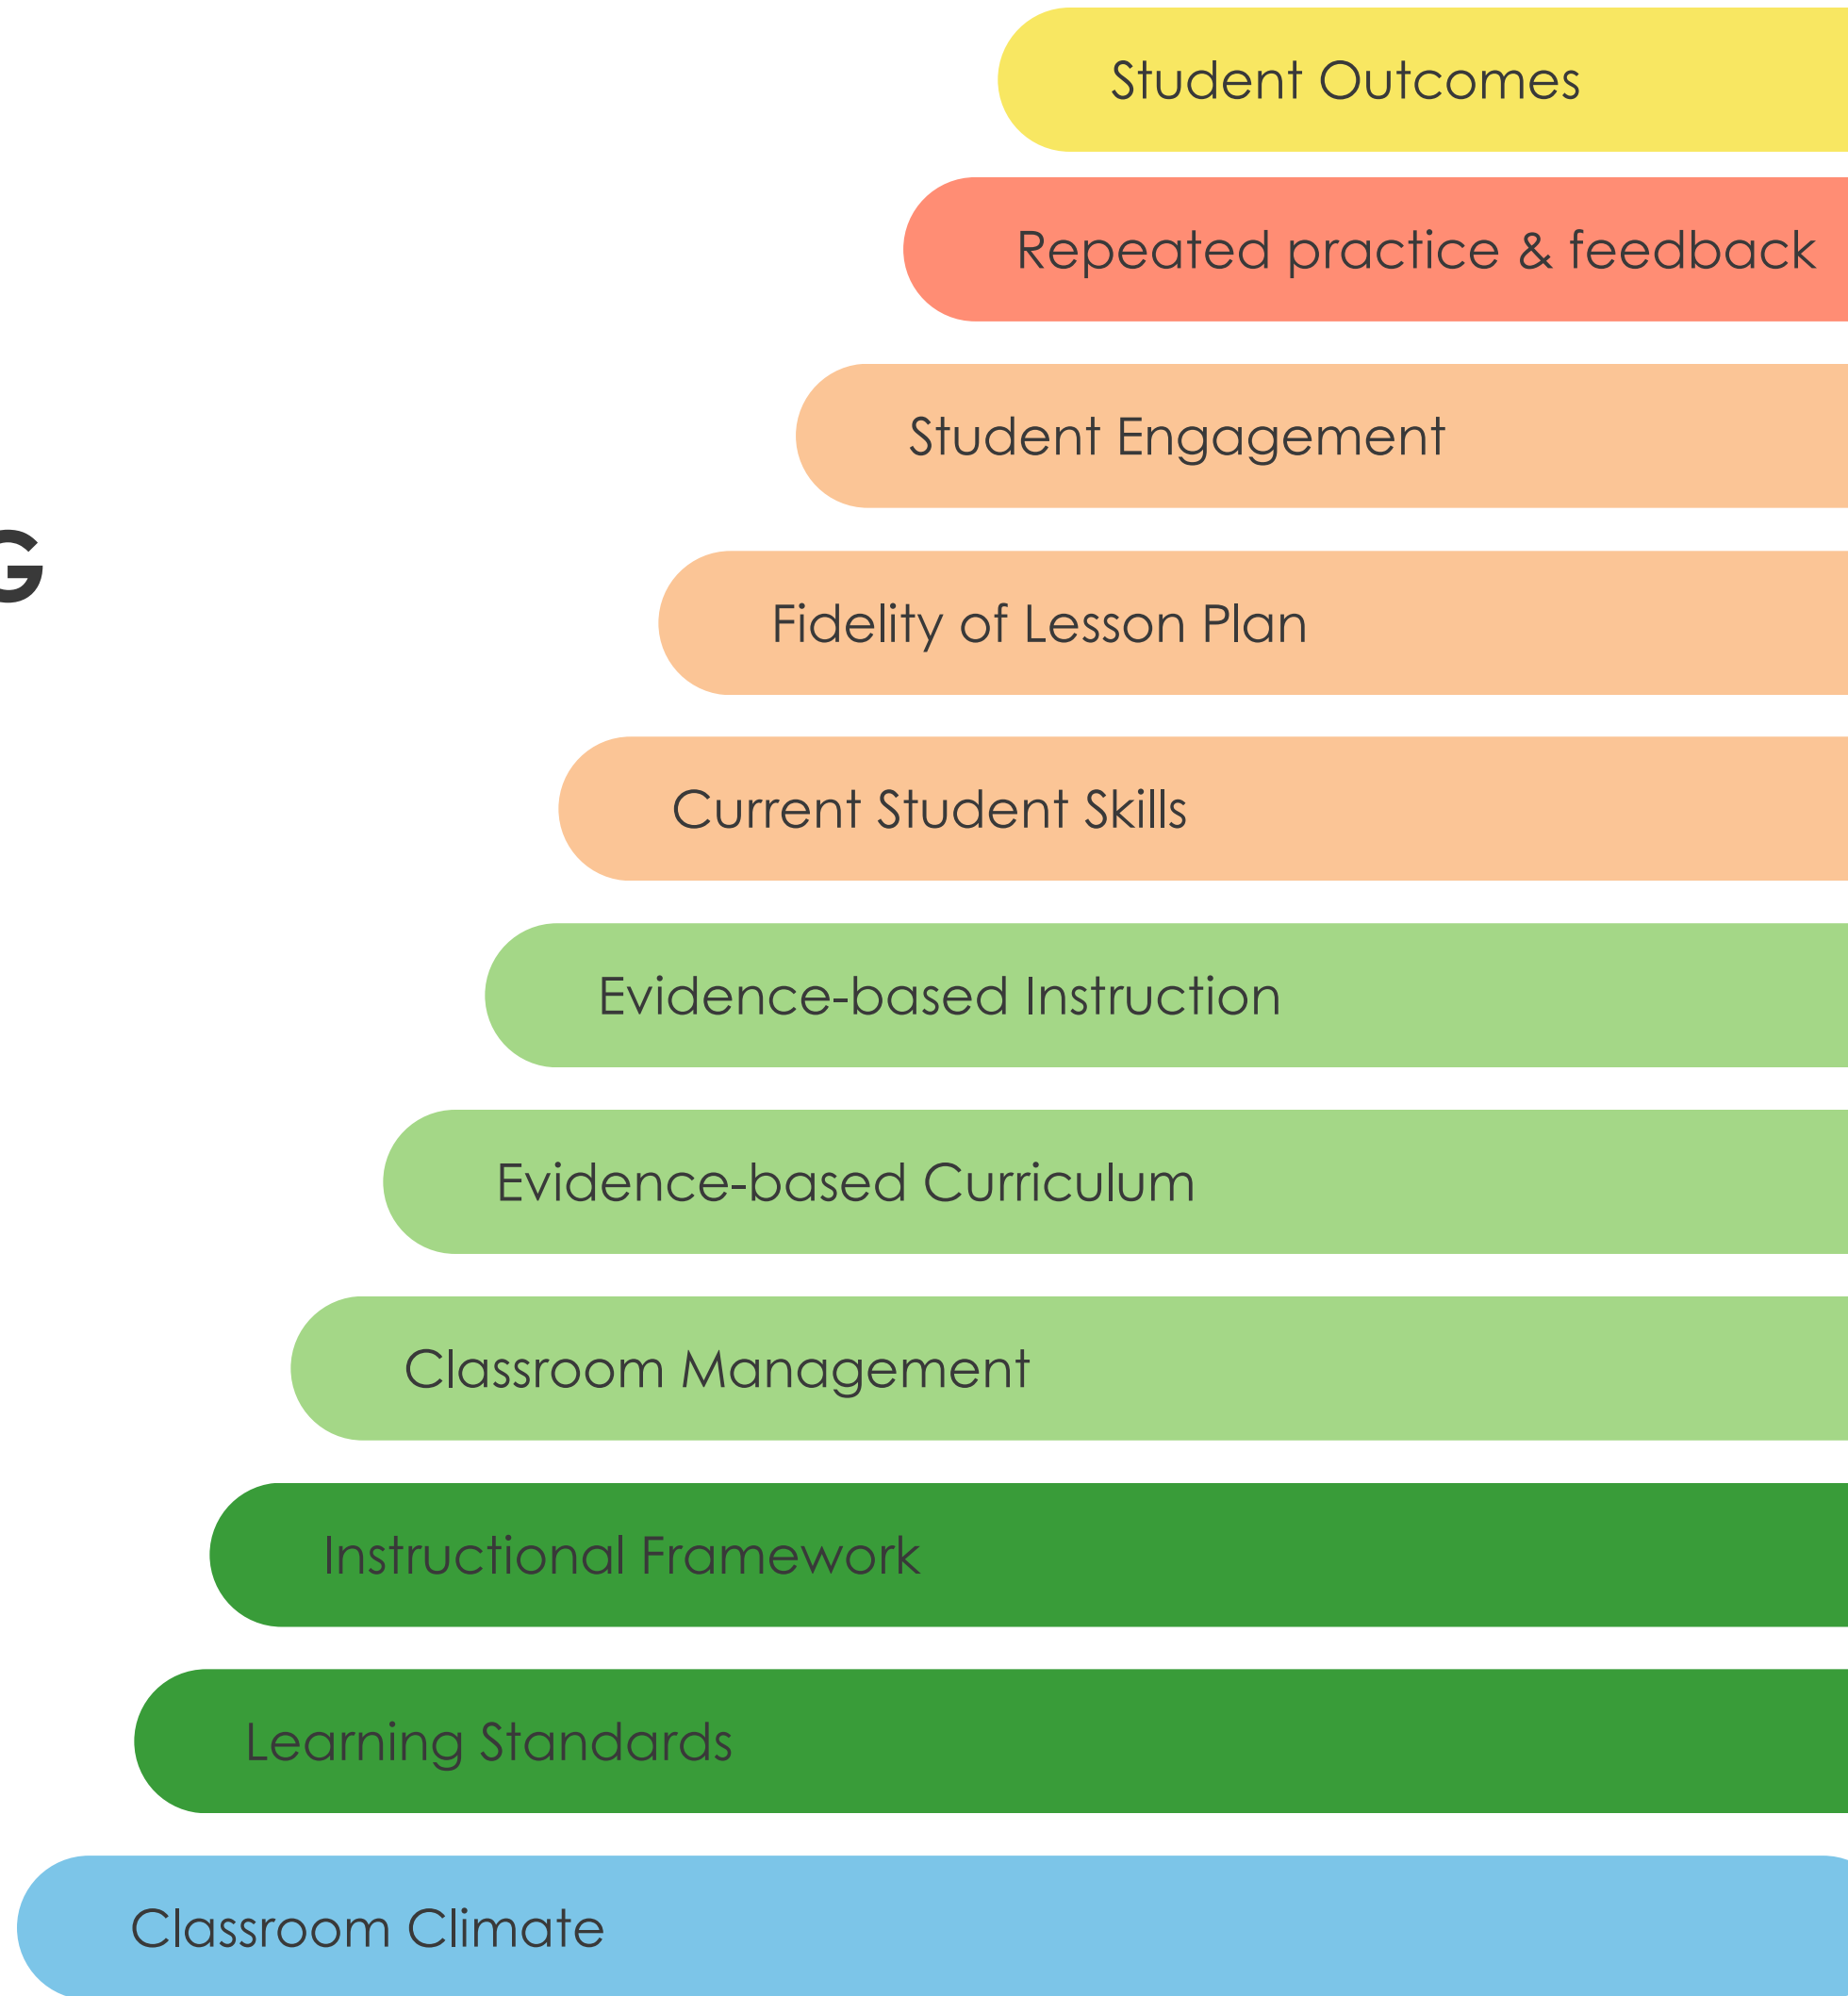 Student Outcomes
Repeated practice & feedback
Student Engagement
G
Fidelity of Lesson Plan
Current Student Skills
Evidence-based Instruction
Evidence-based Curriculum
Classroom Management
Instructional Framework
Learning Standards
Classroom Climate